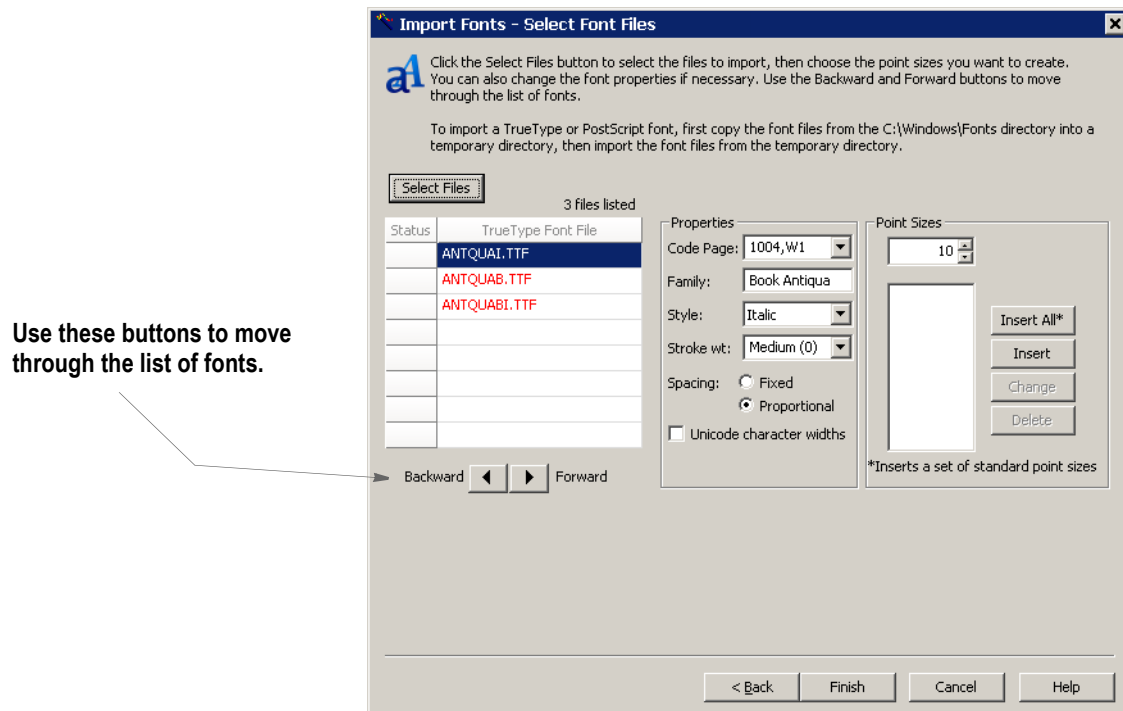 Import Fonts - Select Font Files
Click the Select Files button to select the files to import, then choose the point sizes you want to create.
You can also change the font properties if necessary. Use the Backward and Forward buttons to move
through the list of fonts.
To import a TrueType or PostScript font, first copy the font files from the C:\Windows\Fonts directory into a
temporary directory, then import the font files from the temporary directory.
Select Files
3 files listed
Status TrueType Font File
ANTQUAI.TTF
ANTQUAB.TTF
ANTQUABI.TTF
Backward Forward
Use these buttons to move
through the list of fonts.
Properties
Code Page: 1004,W1
Family: Book Antiqua
Style: Italic
Stroke wt: Medium (0)
Spacing: Fixed
Proportional
Unicode character widths
Point Sizes
10
Insert All*
Insert
Change
Delete
*Inserts a set of standard point sizes
< Back Finish Cancel Help